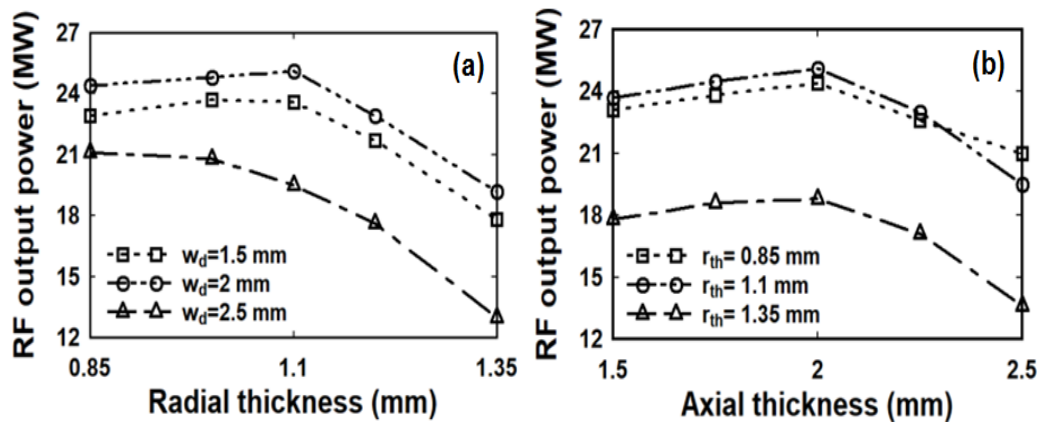 RF output power (MW)
27
24
21
18
15
12
(a)
w_d=1.5 mm
w_d=2 mm
w_d=2.5 mm
0.85
1.1
1.35
Radial thickness (mm)
RF output power (MW)
27
24
21
18
15
12
(b)
r_th= 0.85 mm
r_th= 1.1 mm
r_th= 1.35 mm
1.5
2
2.5
Axial thickness (mm)